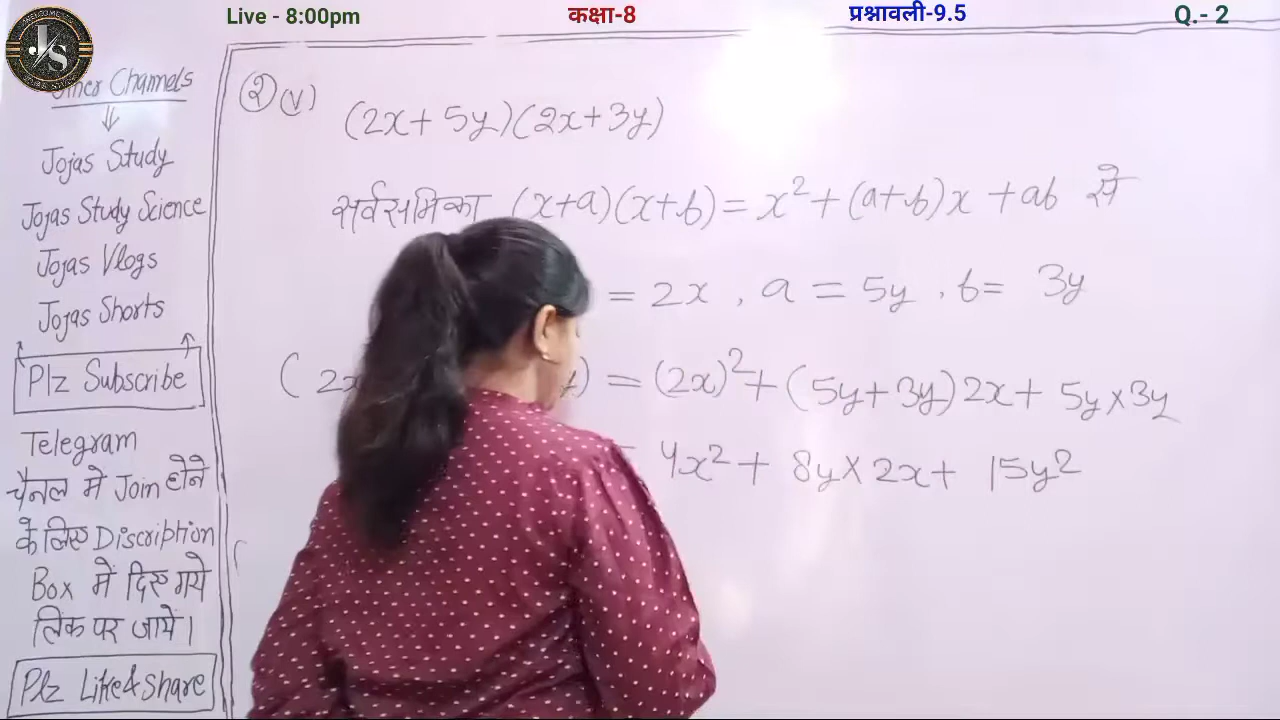 Live - 8:00pm
कक्षा-8
प्रश्नावली-9.5
Q.- 2
JS
Other Channels
⇓
Jojas Study
Jojas Study Science
Jojas Vlogs
Jojas Shorts
Plz Subscribe
Telegram
चैनल में Join होने
के लिए Discription
Box में दिए गये
लिंक पर जायें।
Plz Like & Share
② (v)
(2x + 5y)(2x + 3y)
सर्वसमिका (x+a)(x+b) = x² + (a+b)x + ab से
= 2x , a = 5y , b = 3y
(2x ) = (2x)² + (5y + 3y) 2x + 5y × 3y
= 4x² + 8y × 2x + 15y²